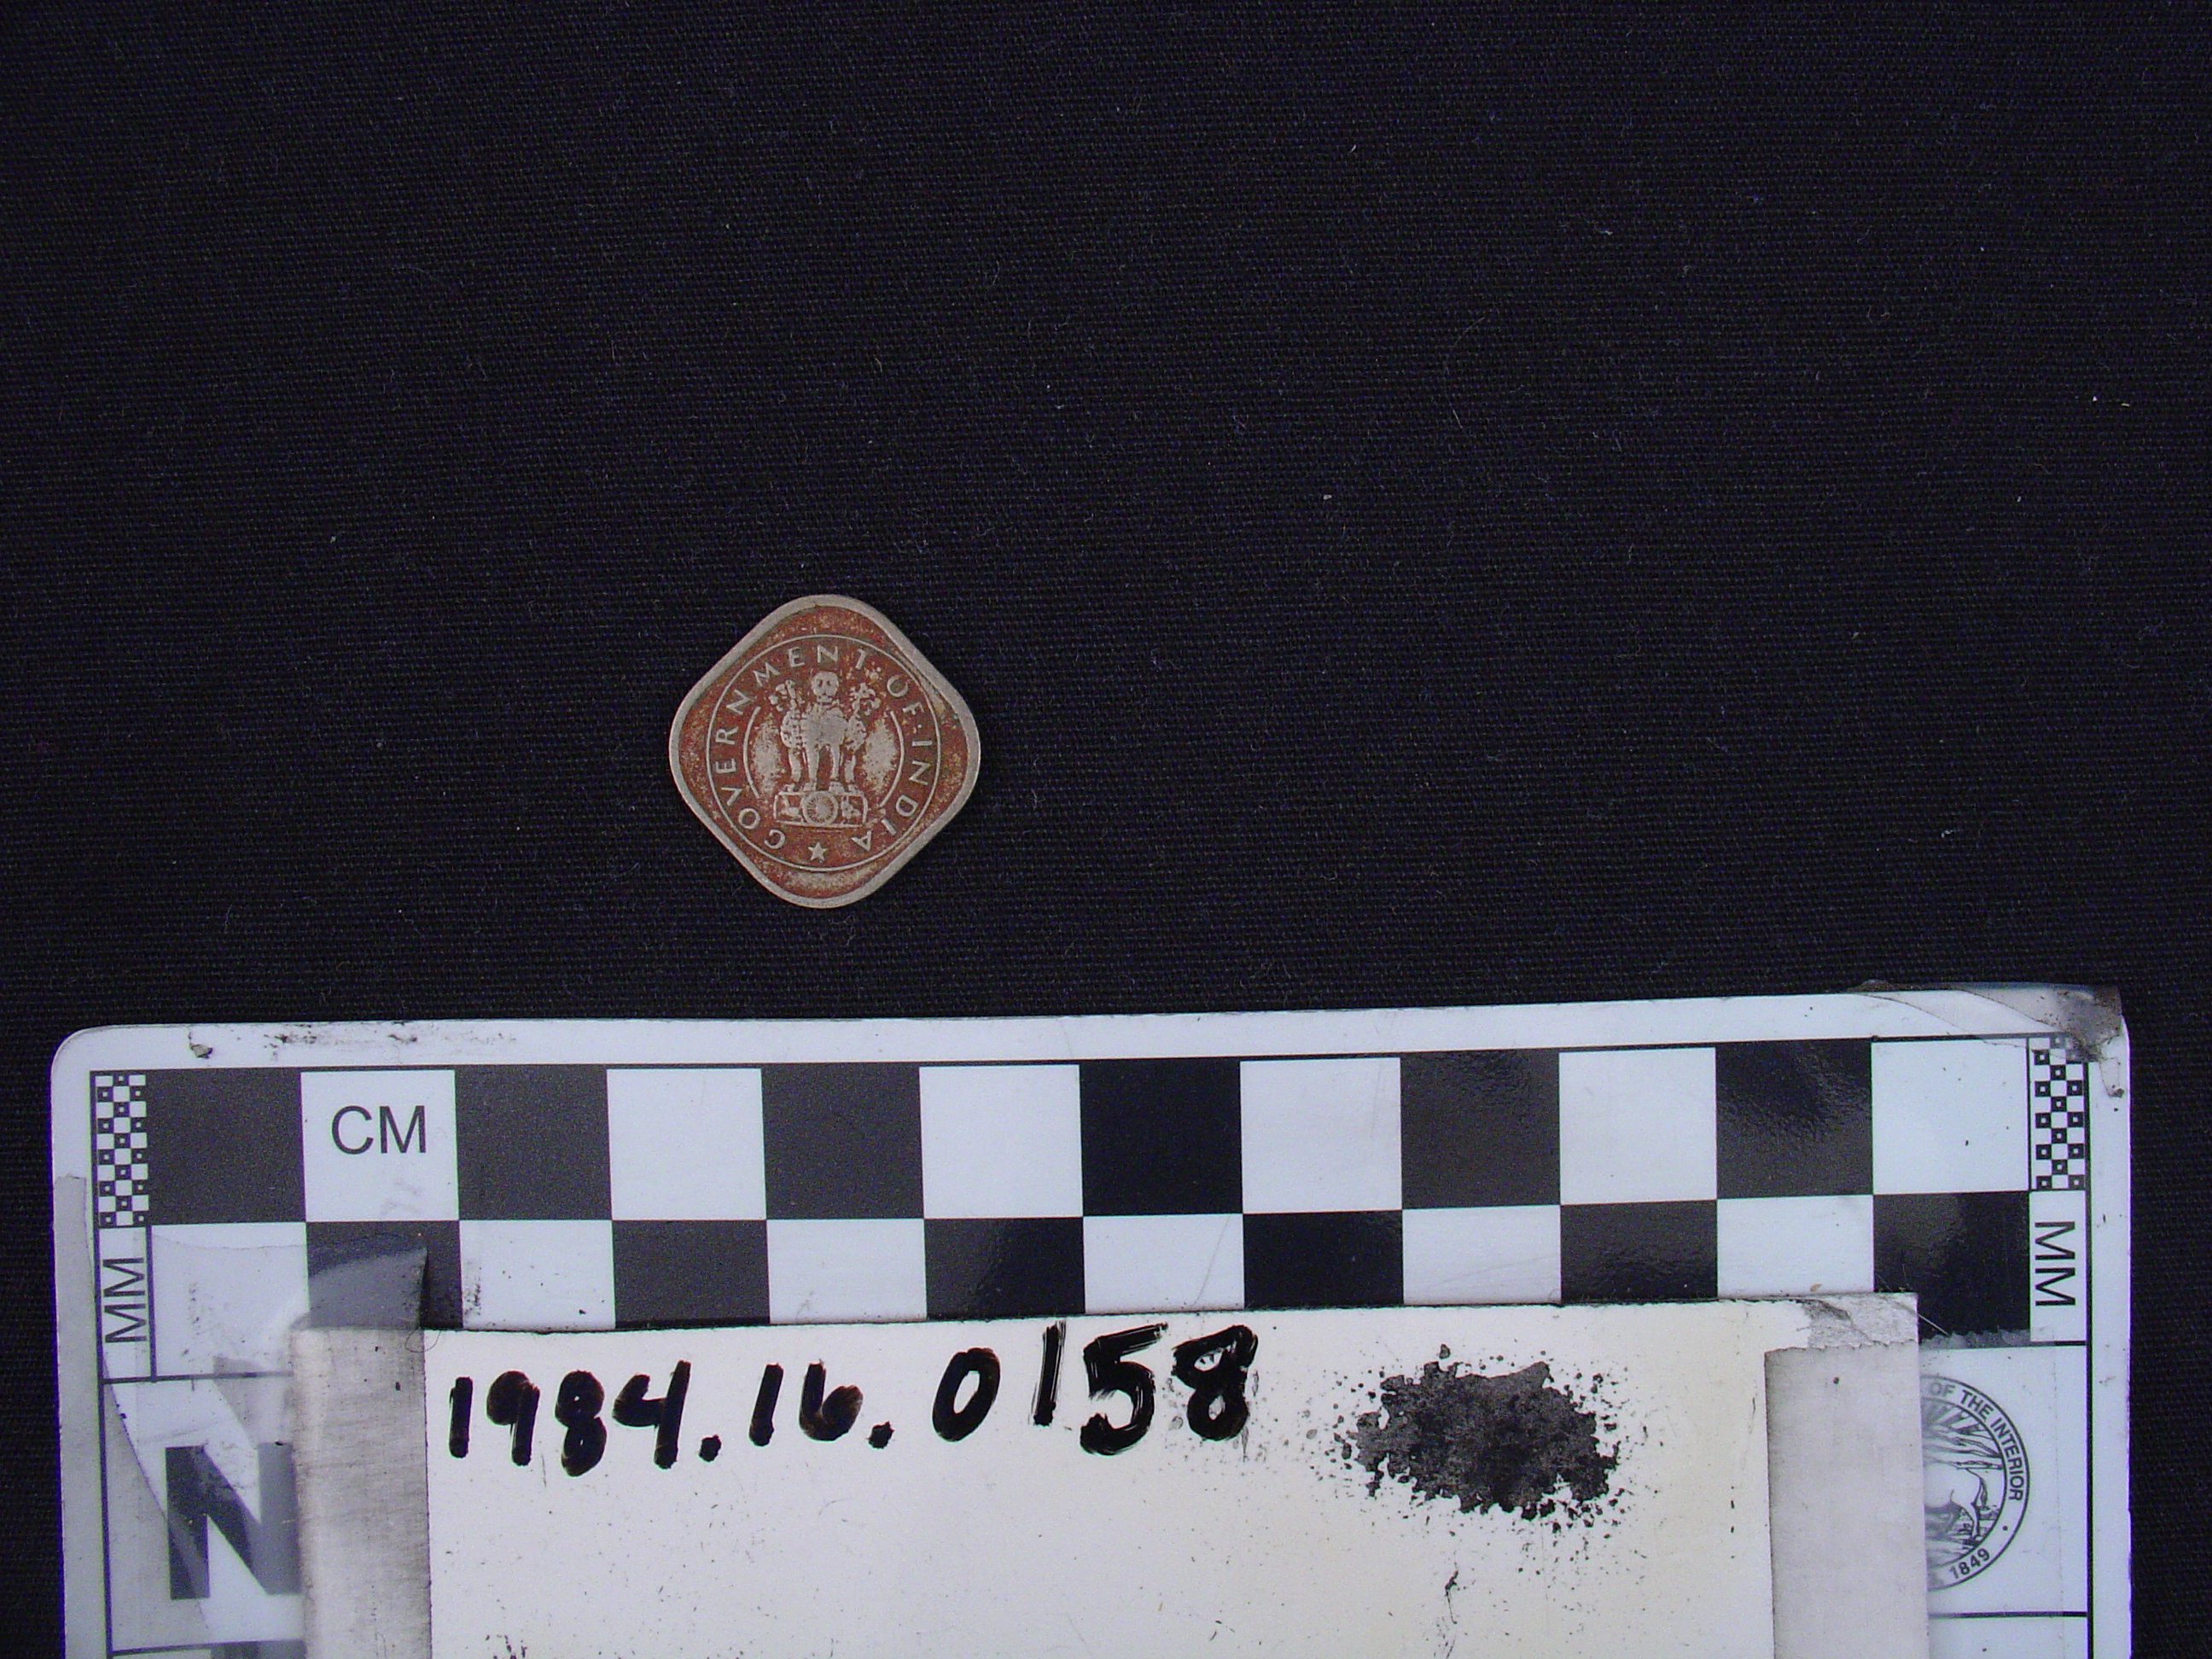 GOVERNMENT OF INDIA
CM
MM
MM
1984.16.0158
N
OF THE INTERIOR
1849